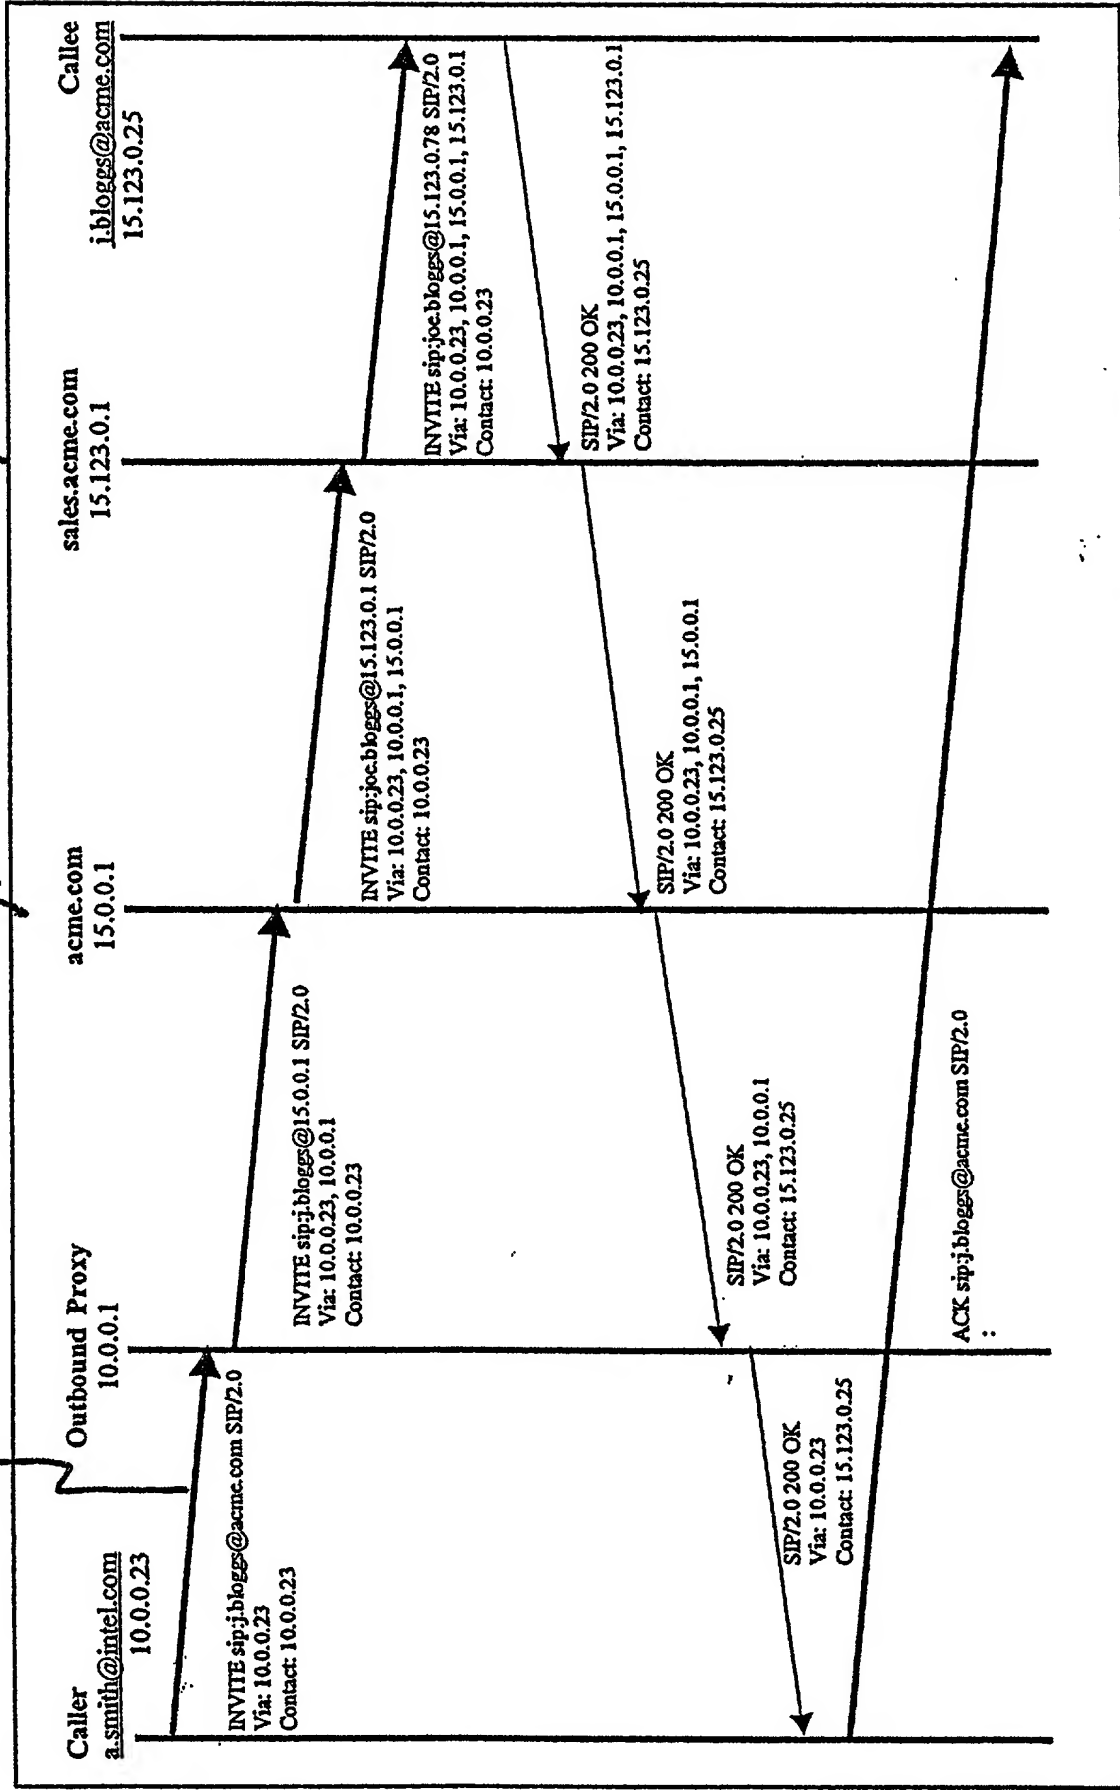 Caller
a.smith@intel.com
10.0.0.23
Outbound Proxy
10.0.0.1
acme.com
15.0.0.1
sales.acme.com
15.123.0.1
Callee
j.bloggs@acme.com
15.123.0.25
INVITE sip:j.bloggs@acme.com SIP/2.0
Via: 10.0.0.23
Contact: 10.0.0.23
INVITE sip:j.bloggs@15.0.0.1 SIP/2.0
Via: 10.0.0.23, 10.0.0.1
Contact: 10.0.0.23
INVITE sip:joe.bloggs@15.123.0.1 SIP/2.0
Via: 10.0.0.23, 10.0.0.1, 15.0.0.1
Contact: 10.0.0.23
INVITE sip:joe.bloggs@15.123.0.78 SIP/2.0
Via: 10.0.0.23, 10.0.0.1, 15.0.0.1, 15.123.0.1
Contact: 10.0.0.23
SIP/2.0 200 OK
Via: 10.0.0.23, 10.0.0.1, 15.0.0.1, 15.123.0.1
Contact: 15.123.0.25
SIP/2.0 200 OK
Via: 10.0.0.23, 10.0.0.1, 15.0.0.1
Contact: 15.123.0.25
SIP/2.0 200 OK
Via: 10.0.0.23, 10.0.0.1
Contact: 15.123.0.25
SIP/2.0 200 OK
Via: 10.0.0.23
Contact: 15.123.0.25
ACK sip:j.bloggs@acme.com SIP/2.0
: